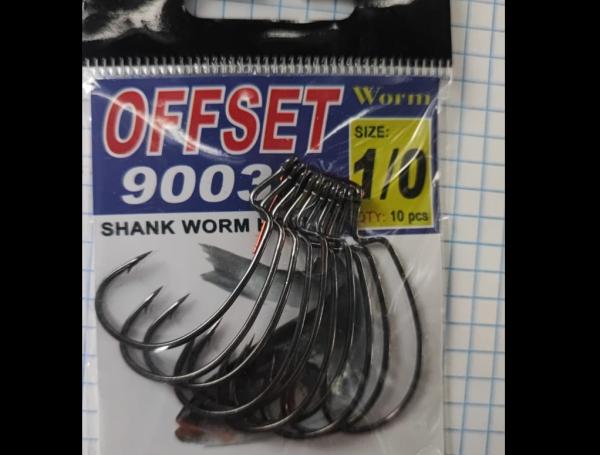 OFFSET Worm
9003
SIZE:
1/0
QTY: 10 pcs
SHANK WORM